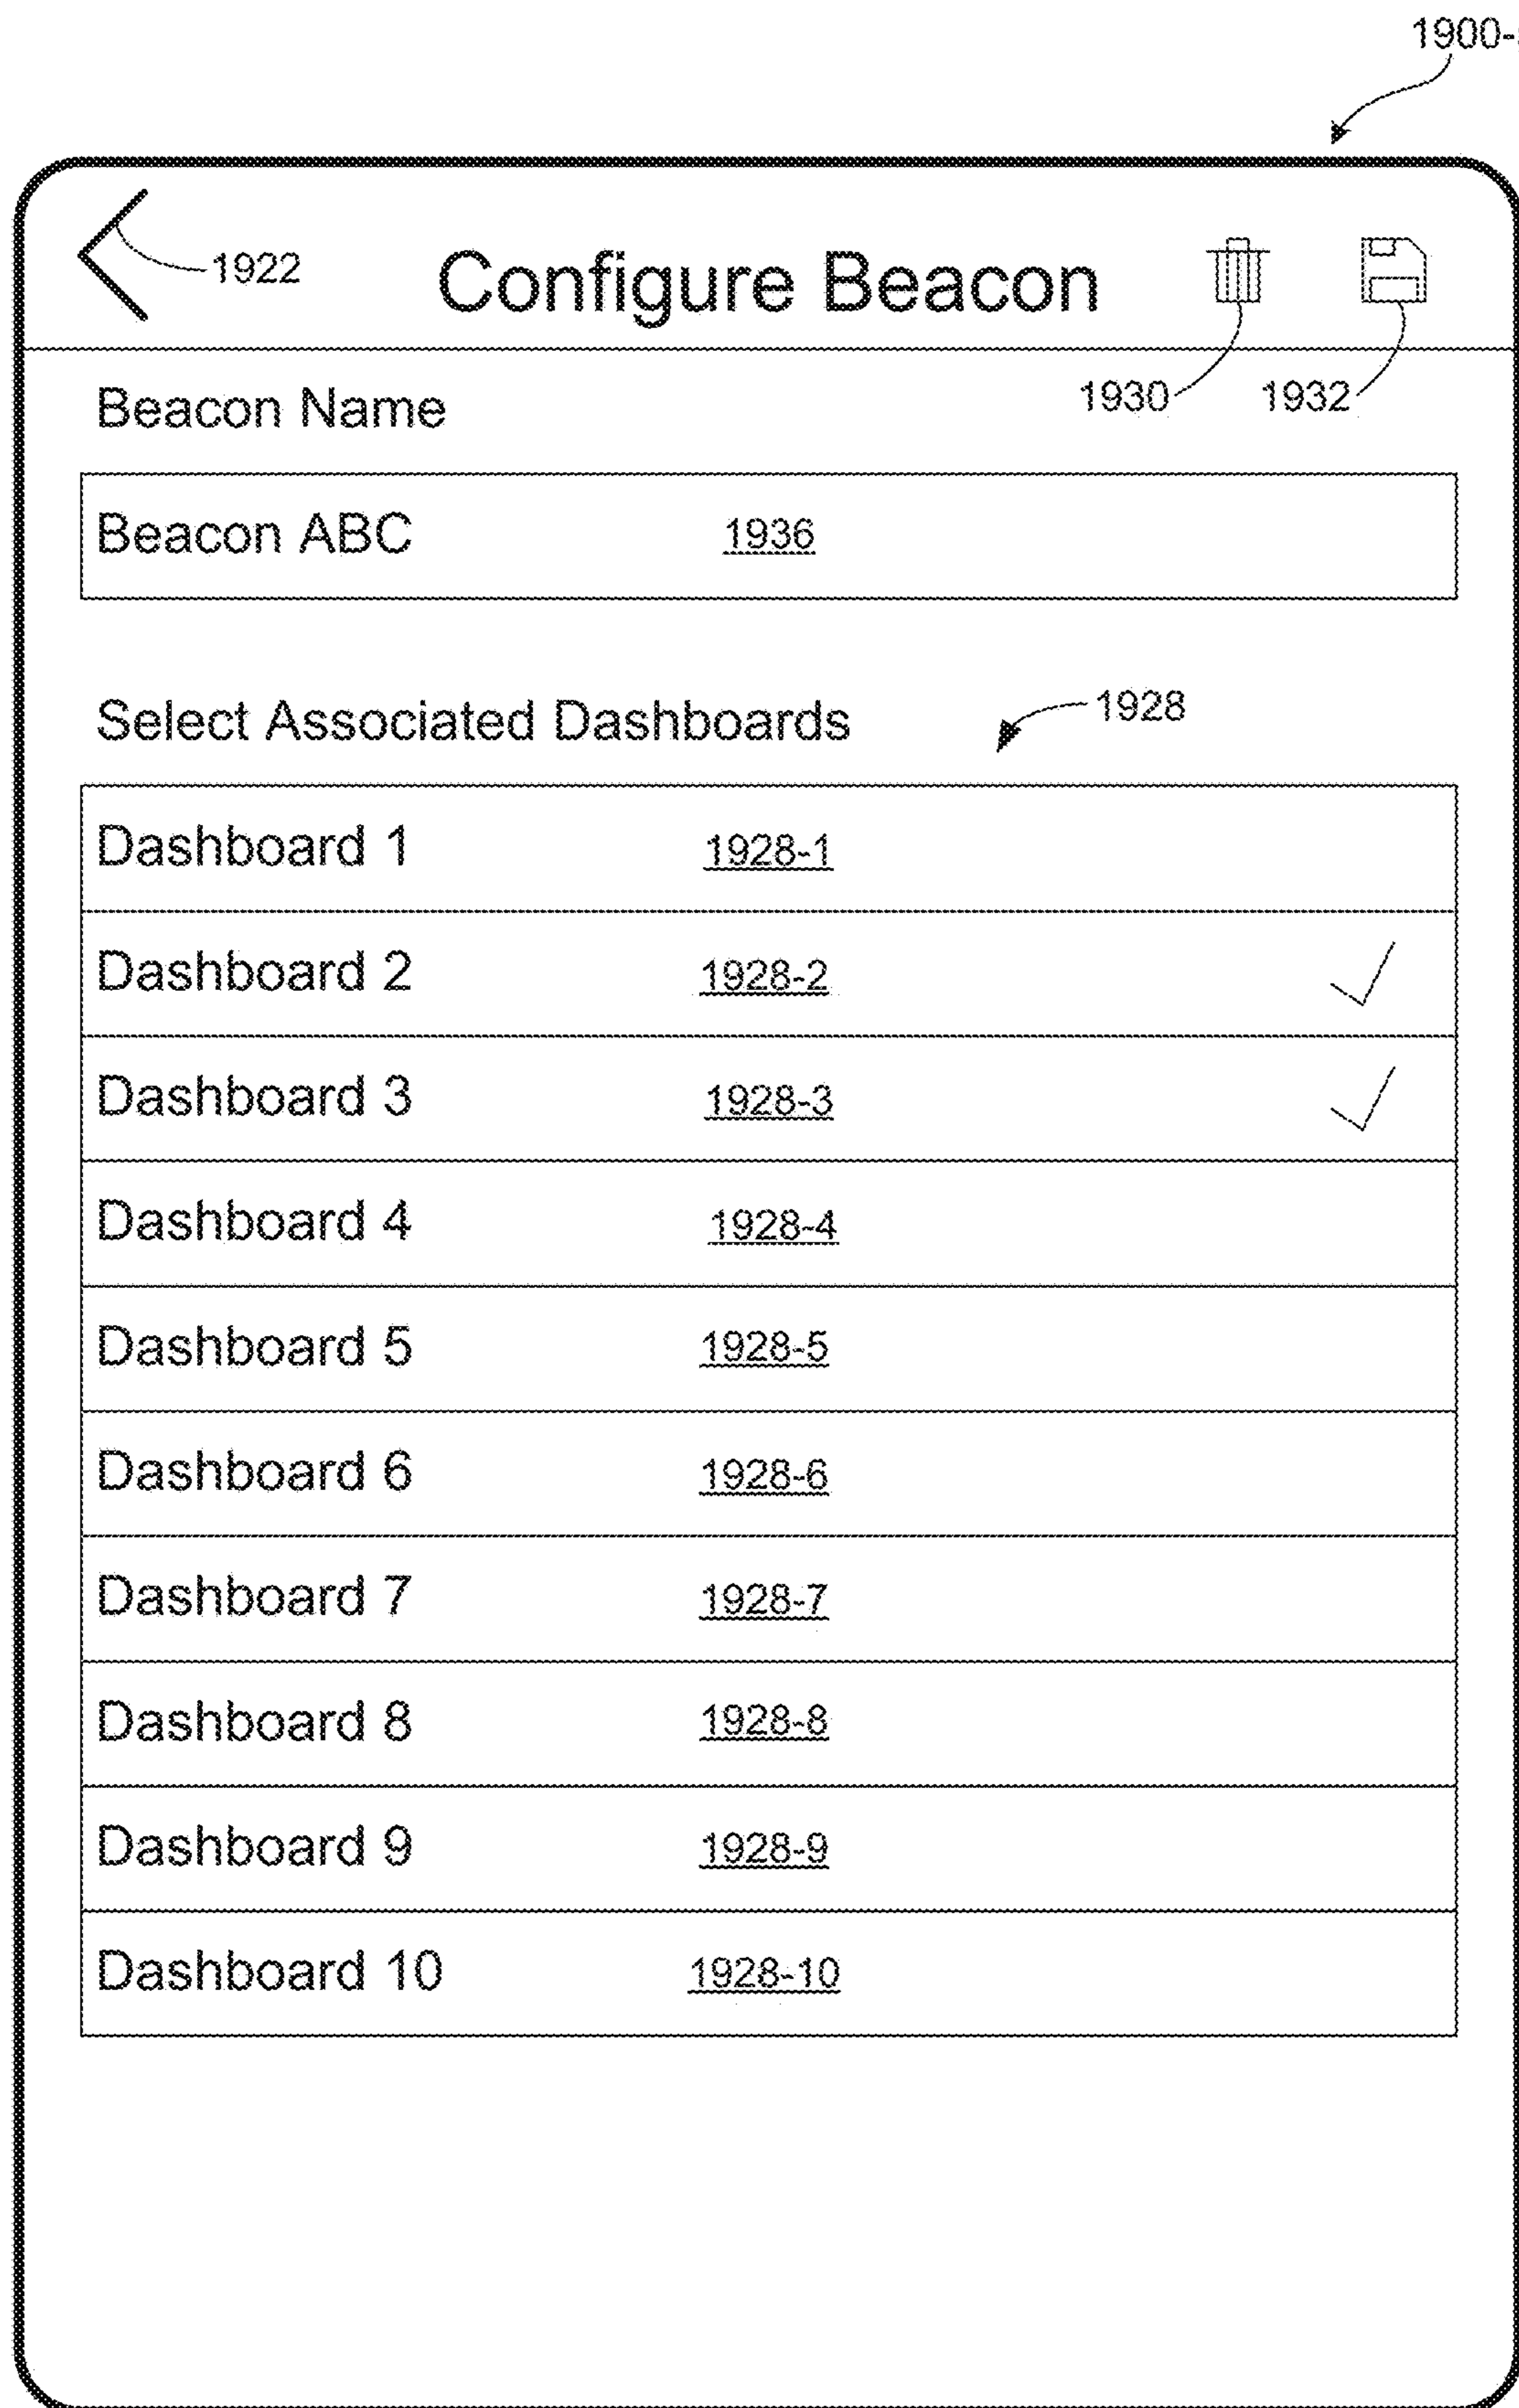 1900-
1922
Configure Beacon
1930
1932
Beacon Name
Beacon ABC 1936
Select Associated Dashboards 1928
Dashboard 1 1928-1
Dashboard 2 1928-2
Dashboard 3 1928-3
Dashboard 4 1928-4
Dashboard 5 1928-5
Dashboard 6 1928-6
Dashboard 7 1928-7
Dashboard 8 1928-8
Dashboard 9 1928-9
Dashboard 10 1928-10